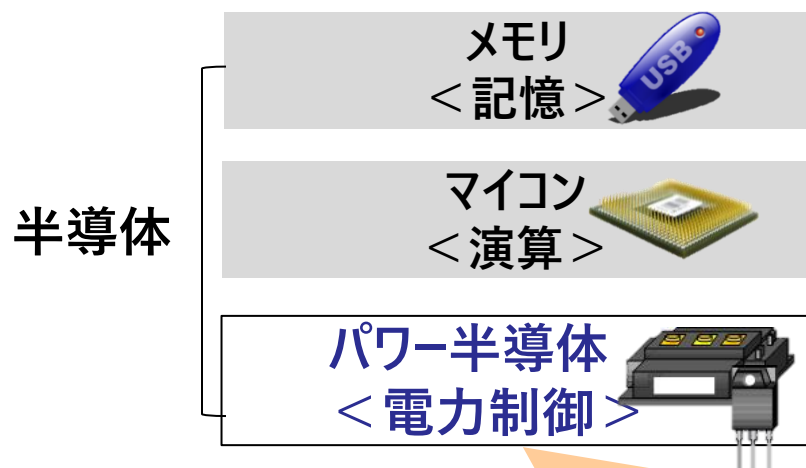 メモリ
＜記憶＞
USB
マイコン
＜演算＞
半導体
パワー半導体
＜電力制御＞